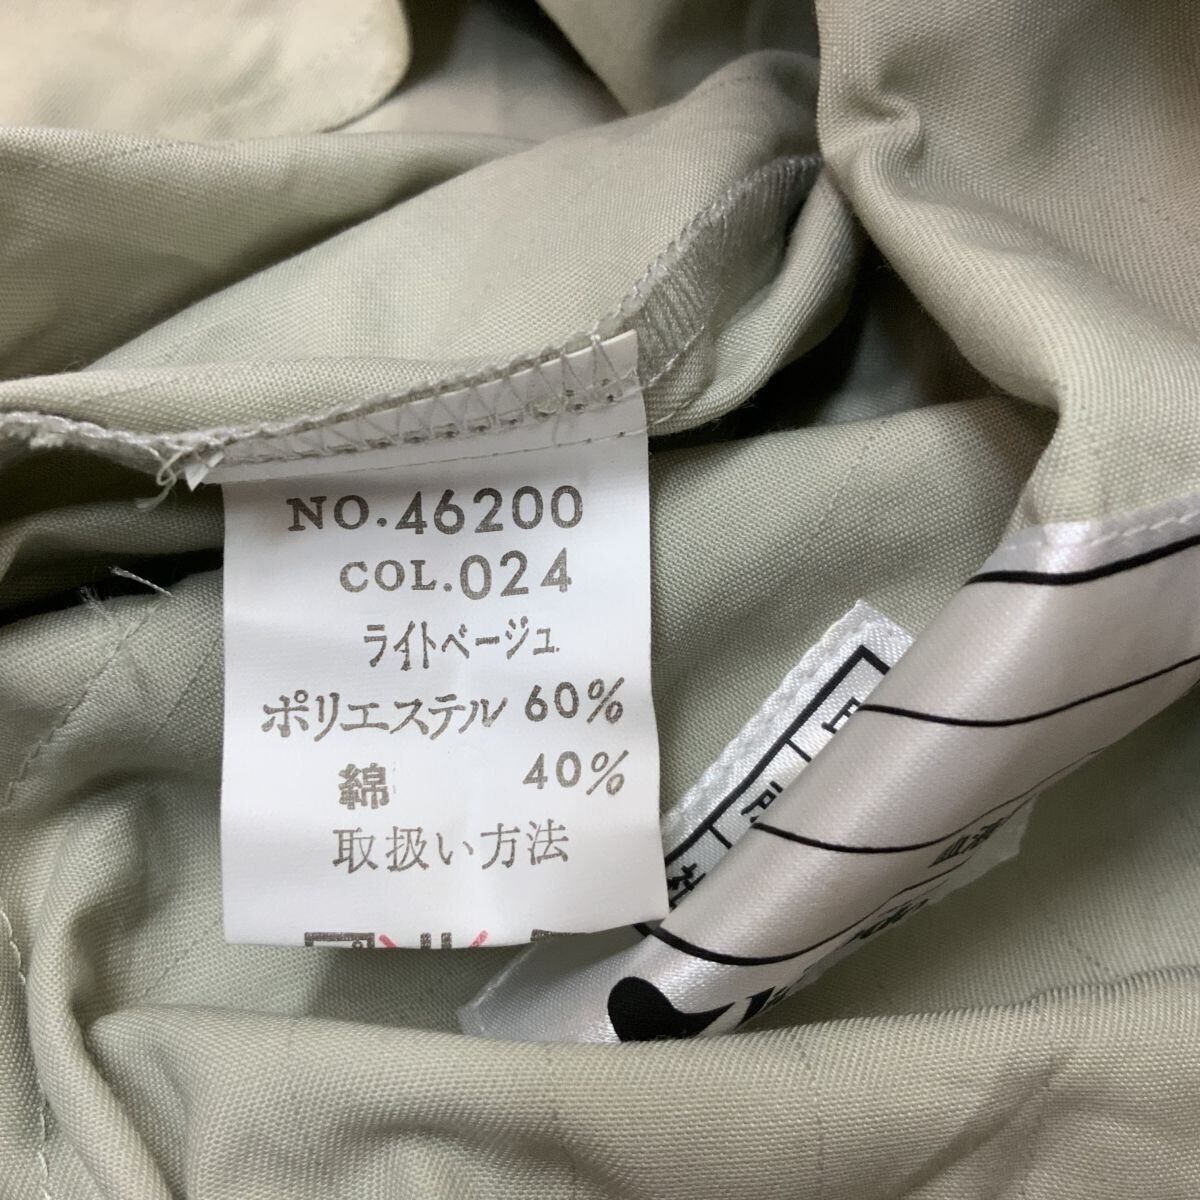 NO.46200
COL.024
ライトベージュ
ポリエステル 60%
綿 40%
取扱い方法